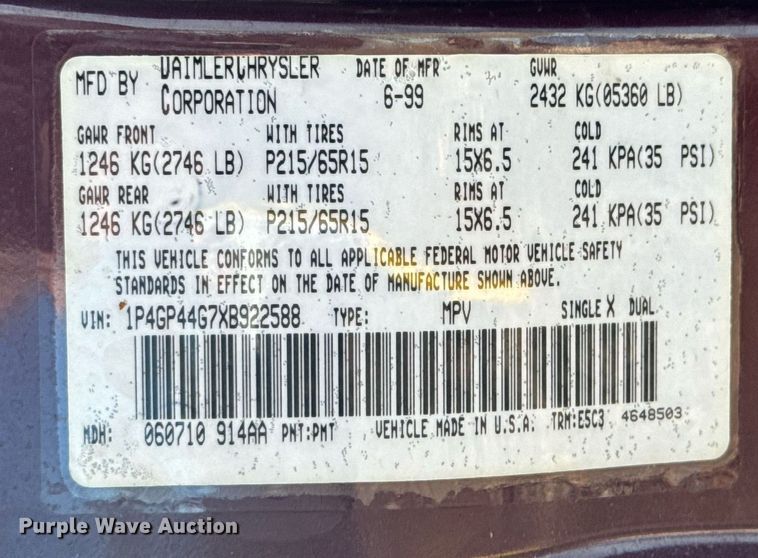 MFD BY DAIMLERCHRYSLER CORPORATION DATE OF MFR 6-99 GVWR 2432 KG(05360 LB)
GAWR FRONT WITH TIRES RIMS AT COLD
1246 KG(2746 LB) P215/65R15 15X6.5 241 KPA(35 PSI)
GAWR REAR WITH TIRES RIMS AT COLD
1246 KG(2746 LB) P215/65R15 15X6.5 241 KPA(35 PSI)
THIS VEHICLE CONFORMS TO ALL APPLICABLE FEDERAL MOTOR VEHICLE SAFETY
STANDARDS IN EFFECT ON THE DATE OF MANUFACTURE SHOWN ABOVE.
VIN: 1P4GP44G7XB922588 TYPE: MPV SINGLE X DUAL
MDH: 060710 914AA PNT:PMT VEHICLE MADE IN U.S.A. TRM:E5C3 4648503
Purple Wave Auction